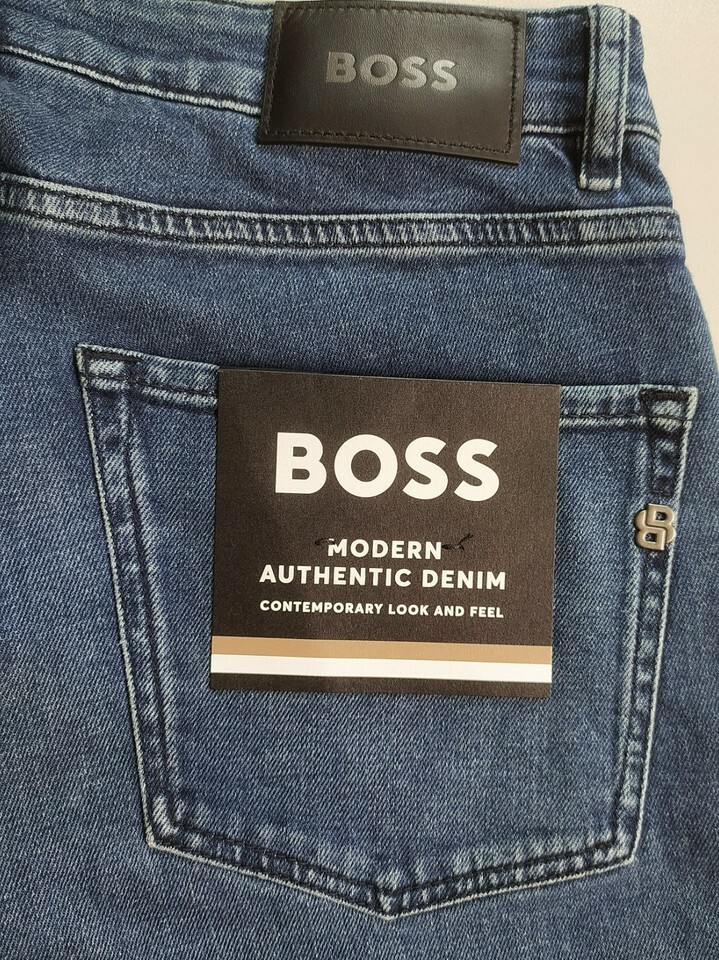 BOSS
BOSS
MODERN
AUTHENTIC DENIM
CONTEMPORARY LOOK AND FEEL